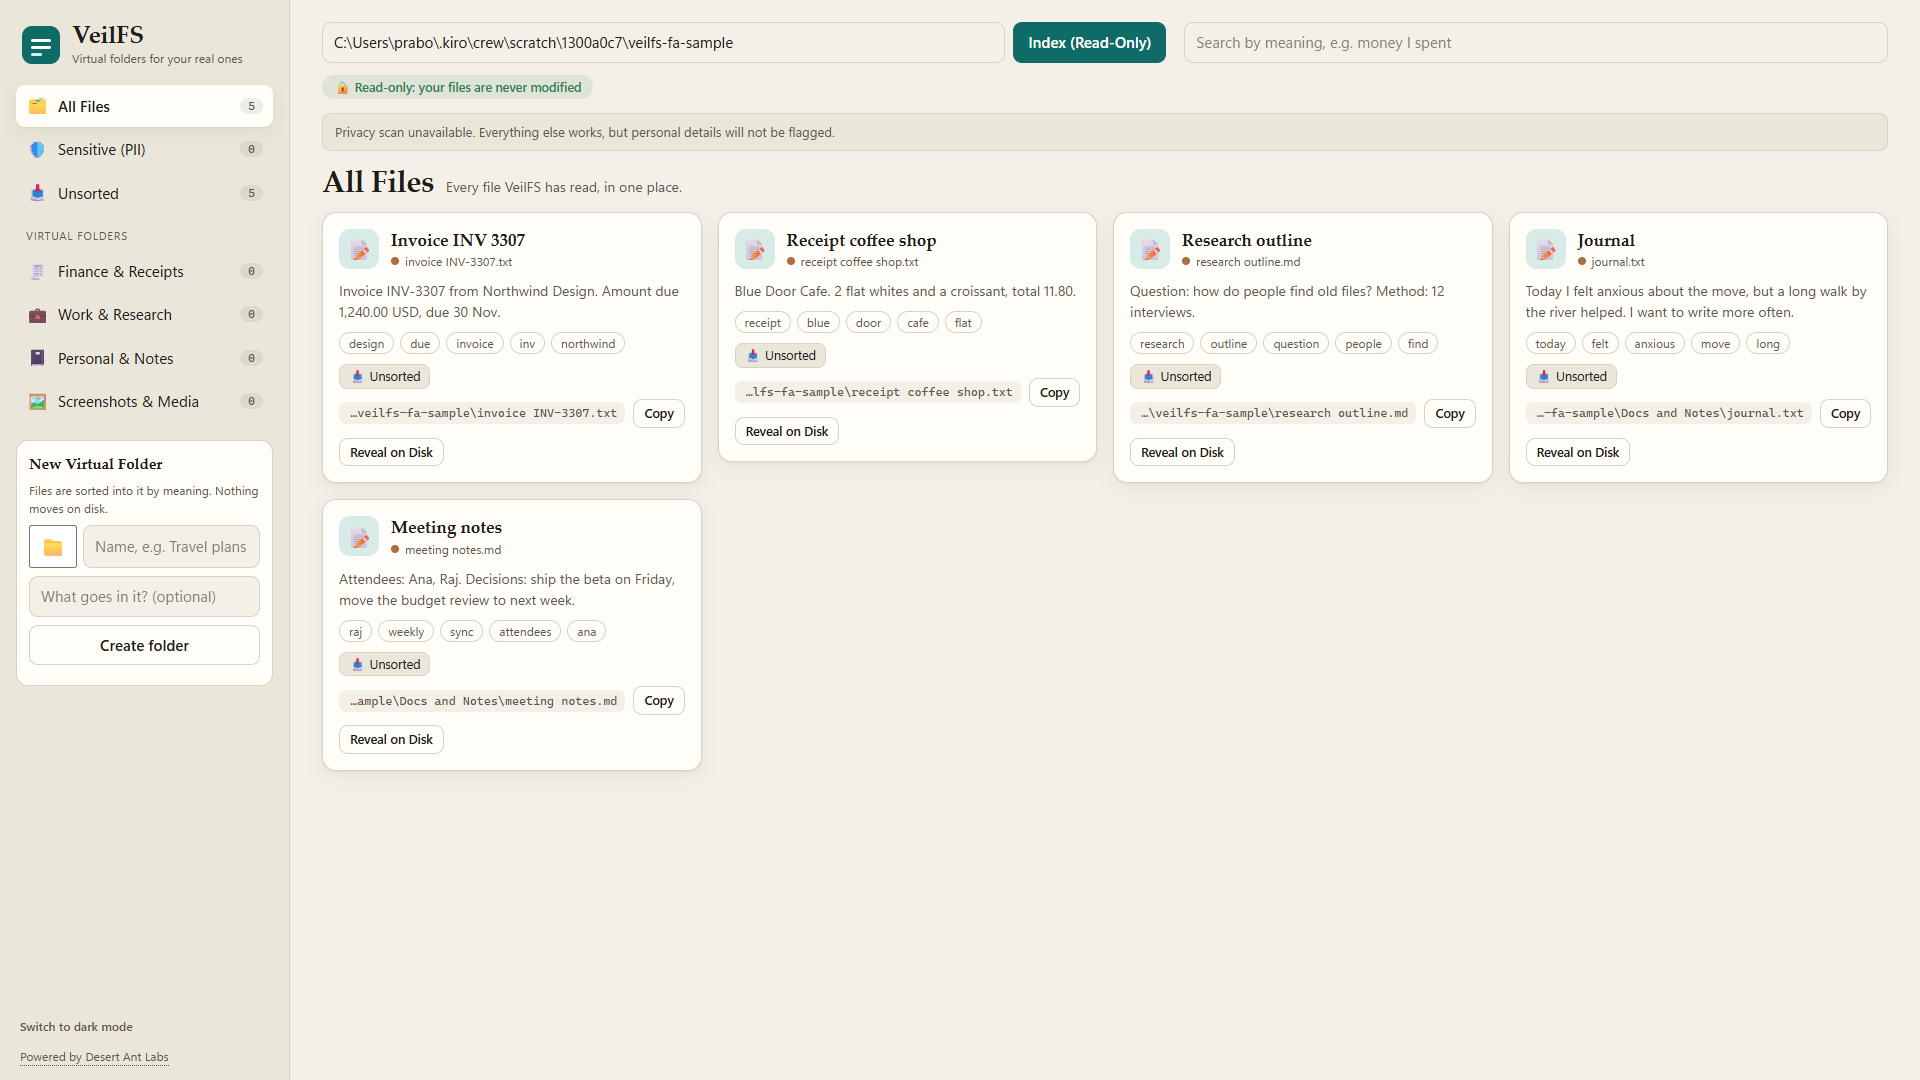 VeilFS
Virtual folders for your real ones
All Files 5
Sensitive (PII) 0
Unsorted 5
VIRTUAL FOLDERS
Finance & Receipts 0
Work & Research 0
Personal & Notes 0
Screenshots & Media 0
New Virtual Folder
Files are sorted into it by meaning. Nothing
moves on disk.
Name, e.g. Travel plans
What goes in it? (optional)
Create folder
Switch to dark mode
Powered by Desert Ant Labs
C:\Users\prabo\.kiro\crew\scratch\1300a0c7\veilfs-fa-sample
Index (Read-Only)
Search by meaning, e.g. money I spent
Read-only: your files are never modified
Privacy scan unavailable. Everything else works, but personal details will not be flagged.
All Files
Every file VeilFS has read, in one place.
Invoice INV 3307
invoice INV-3307.txt
Invoice INV-3307 from Northwind Design. Amount due
1,240.00 USD, due 30 Nov.
design due invoice inv northwind
Unsorted
…veilfs-fa-sample\invoice INV-3307.txt Copy
Reveal on Disk
Receipt coffee shop
receipt coffee shop.txt
Blue Door Cafe. 2 flat whites and a croissant, total 11.80.
receipt blue door cafe flat
Unsorted
…lfs-fa-sample\receipt coffee shop.txt Copy
Reveal on Disk
Research outline
research outline.md
Question: how do people find old files? Method: 12
interviews.
research outline question people find
Unsorted
…\veilfs-fa-sample\research outline.md Copy
Reveal on Disk
Journal
journal.txt
Today I felt anxious about the move, but a long walk by
the river helped. I want to write more often.
today felt anxious move long
Unsorted
…-fa-sample\Docs and Notes\journal.txt Copy
Reveal on Disk
Meeting notes
meeting notes.md
Attendees: Ana, Raj. Decisions: ship the beta on Friday,
move the budget review to next week.
raj weekly sync attendees ana
Unsorted
…ample\Docs and Notes\meeting notes.md Copy
Reveal on Disk